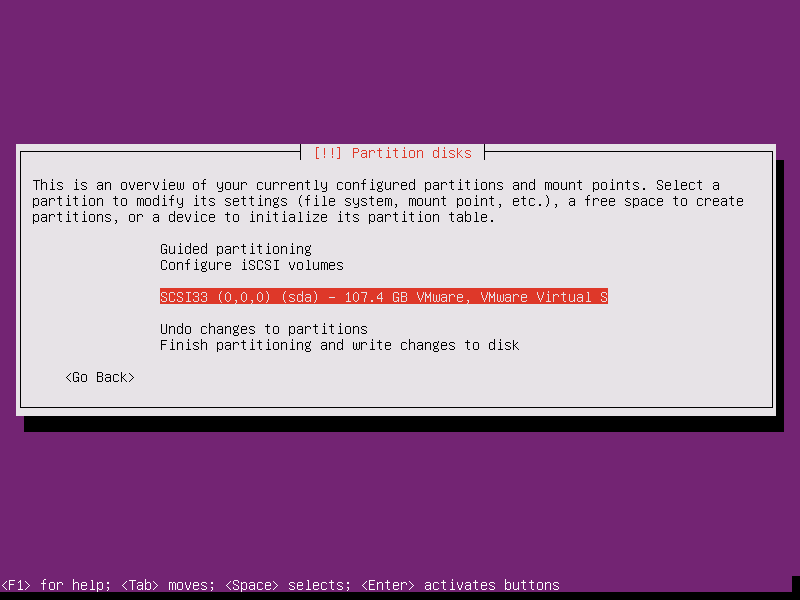 [!!] Partition disks
This is an overview of your currently configured partitions and mount points. Select a
partition to modify its settings (file system, mount point, etc.), a free space to create
partitions, or a device to initialize its partition table.
Guided partitioning
Configure iSCSI volumes
SCSI33 (0,0,0) (sda) - 107.4 GB VMware, VMware Virtual S
Undo changes to partitions
Finish partitioning and write changes to disk
<Go Back>
<F1> for help; <Tab> moves; <Space> selects; <Enter> activates buttons